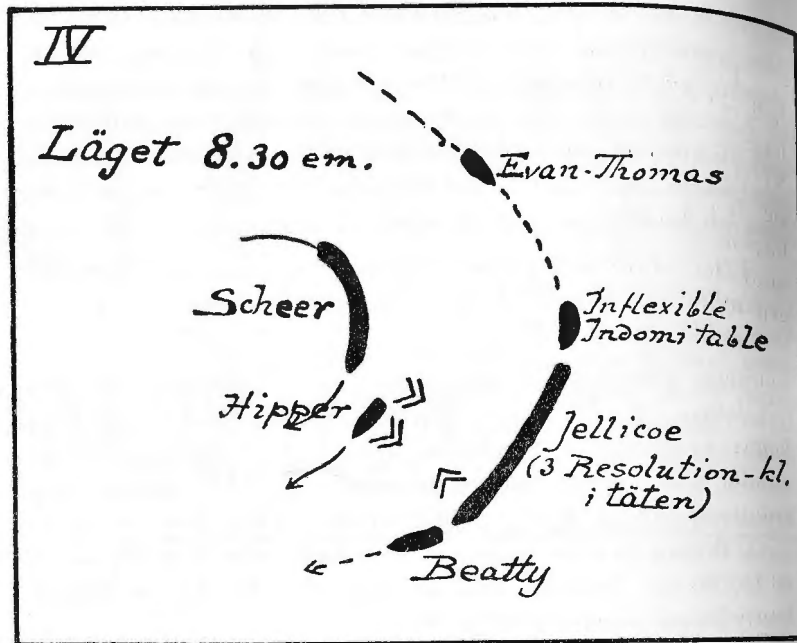 IV
Läget 8.30 em.
Evan-Thomas
Scheer
Inflexible
Indomitable
Hipper
Jellicoe
(3 Resolution-kl.
i täten)
Beatty